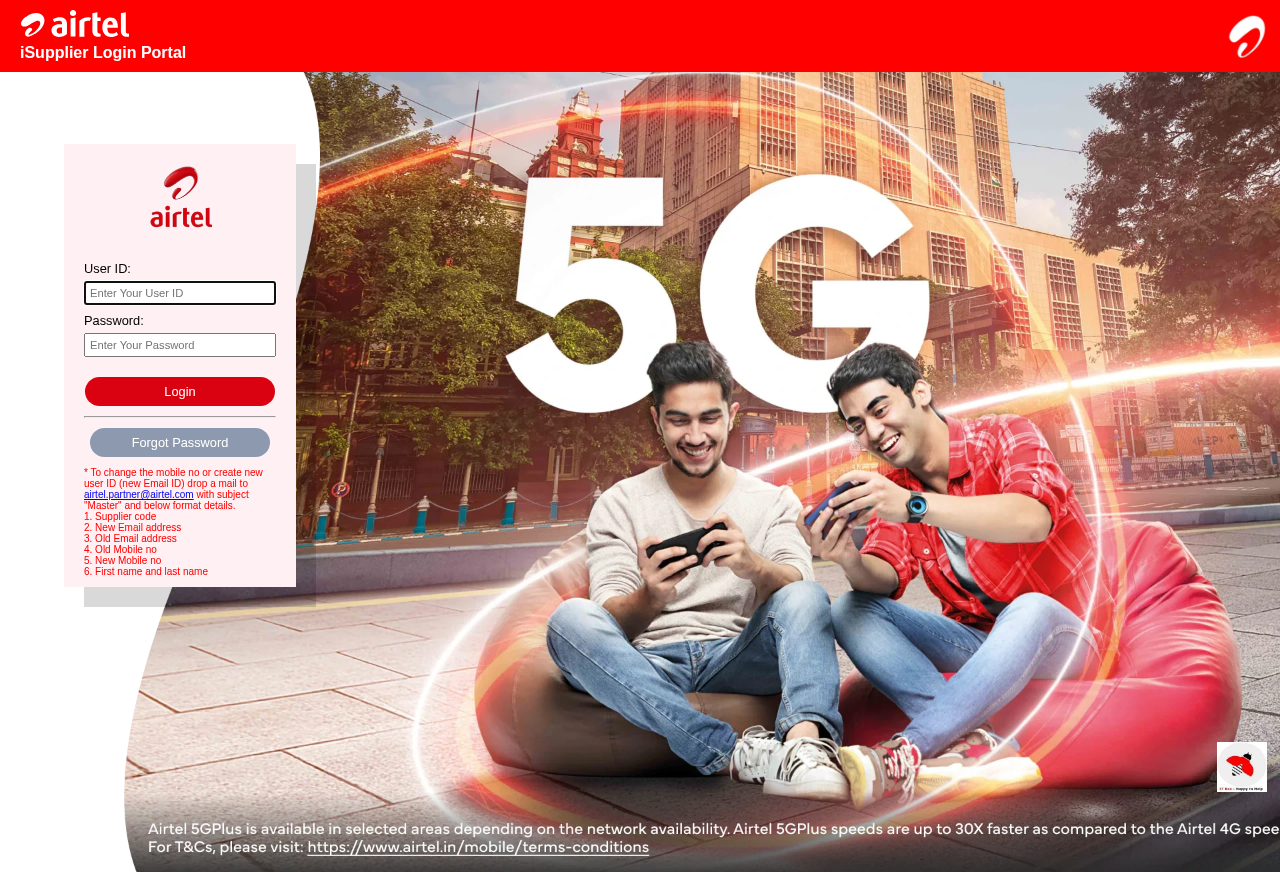 airtel
iSupplier Login Portal
5G
airtel
User ID:
Enter Your User ID
Password:
Enter Your Password
Login
Forgot Password
* To change the mobile no or create new
user ID (new Email ID) drop a mail to
airtel.partner@airtel.com with subject
"Master" and below format details.
1. Supplier code
2. New Email address
3. Old Email address
4. Old Mobile no
5. New Mobile no
6. First name and last name
Airtel 5GPlus is available in selected areas depending on the network availability. Airtel 5GPlus speeds are up to 30X faster as compared to the Airtel 4G spee
For T&Cs, please visit: https://www.airtel.in/mobile/terms-conditions